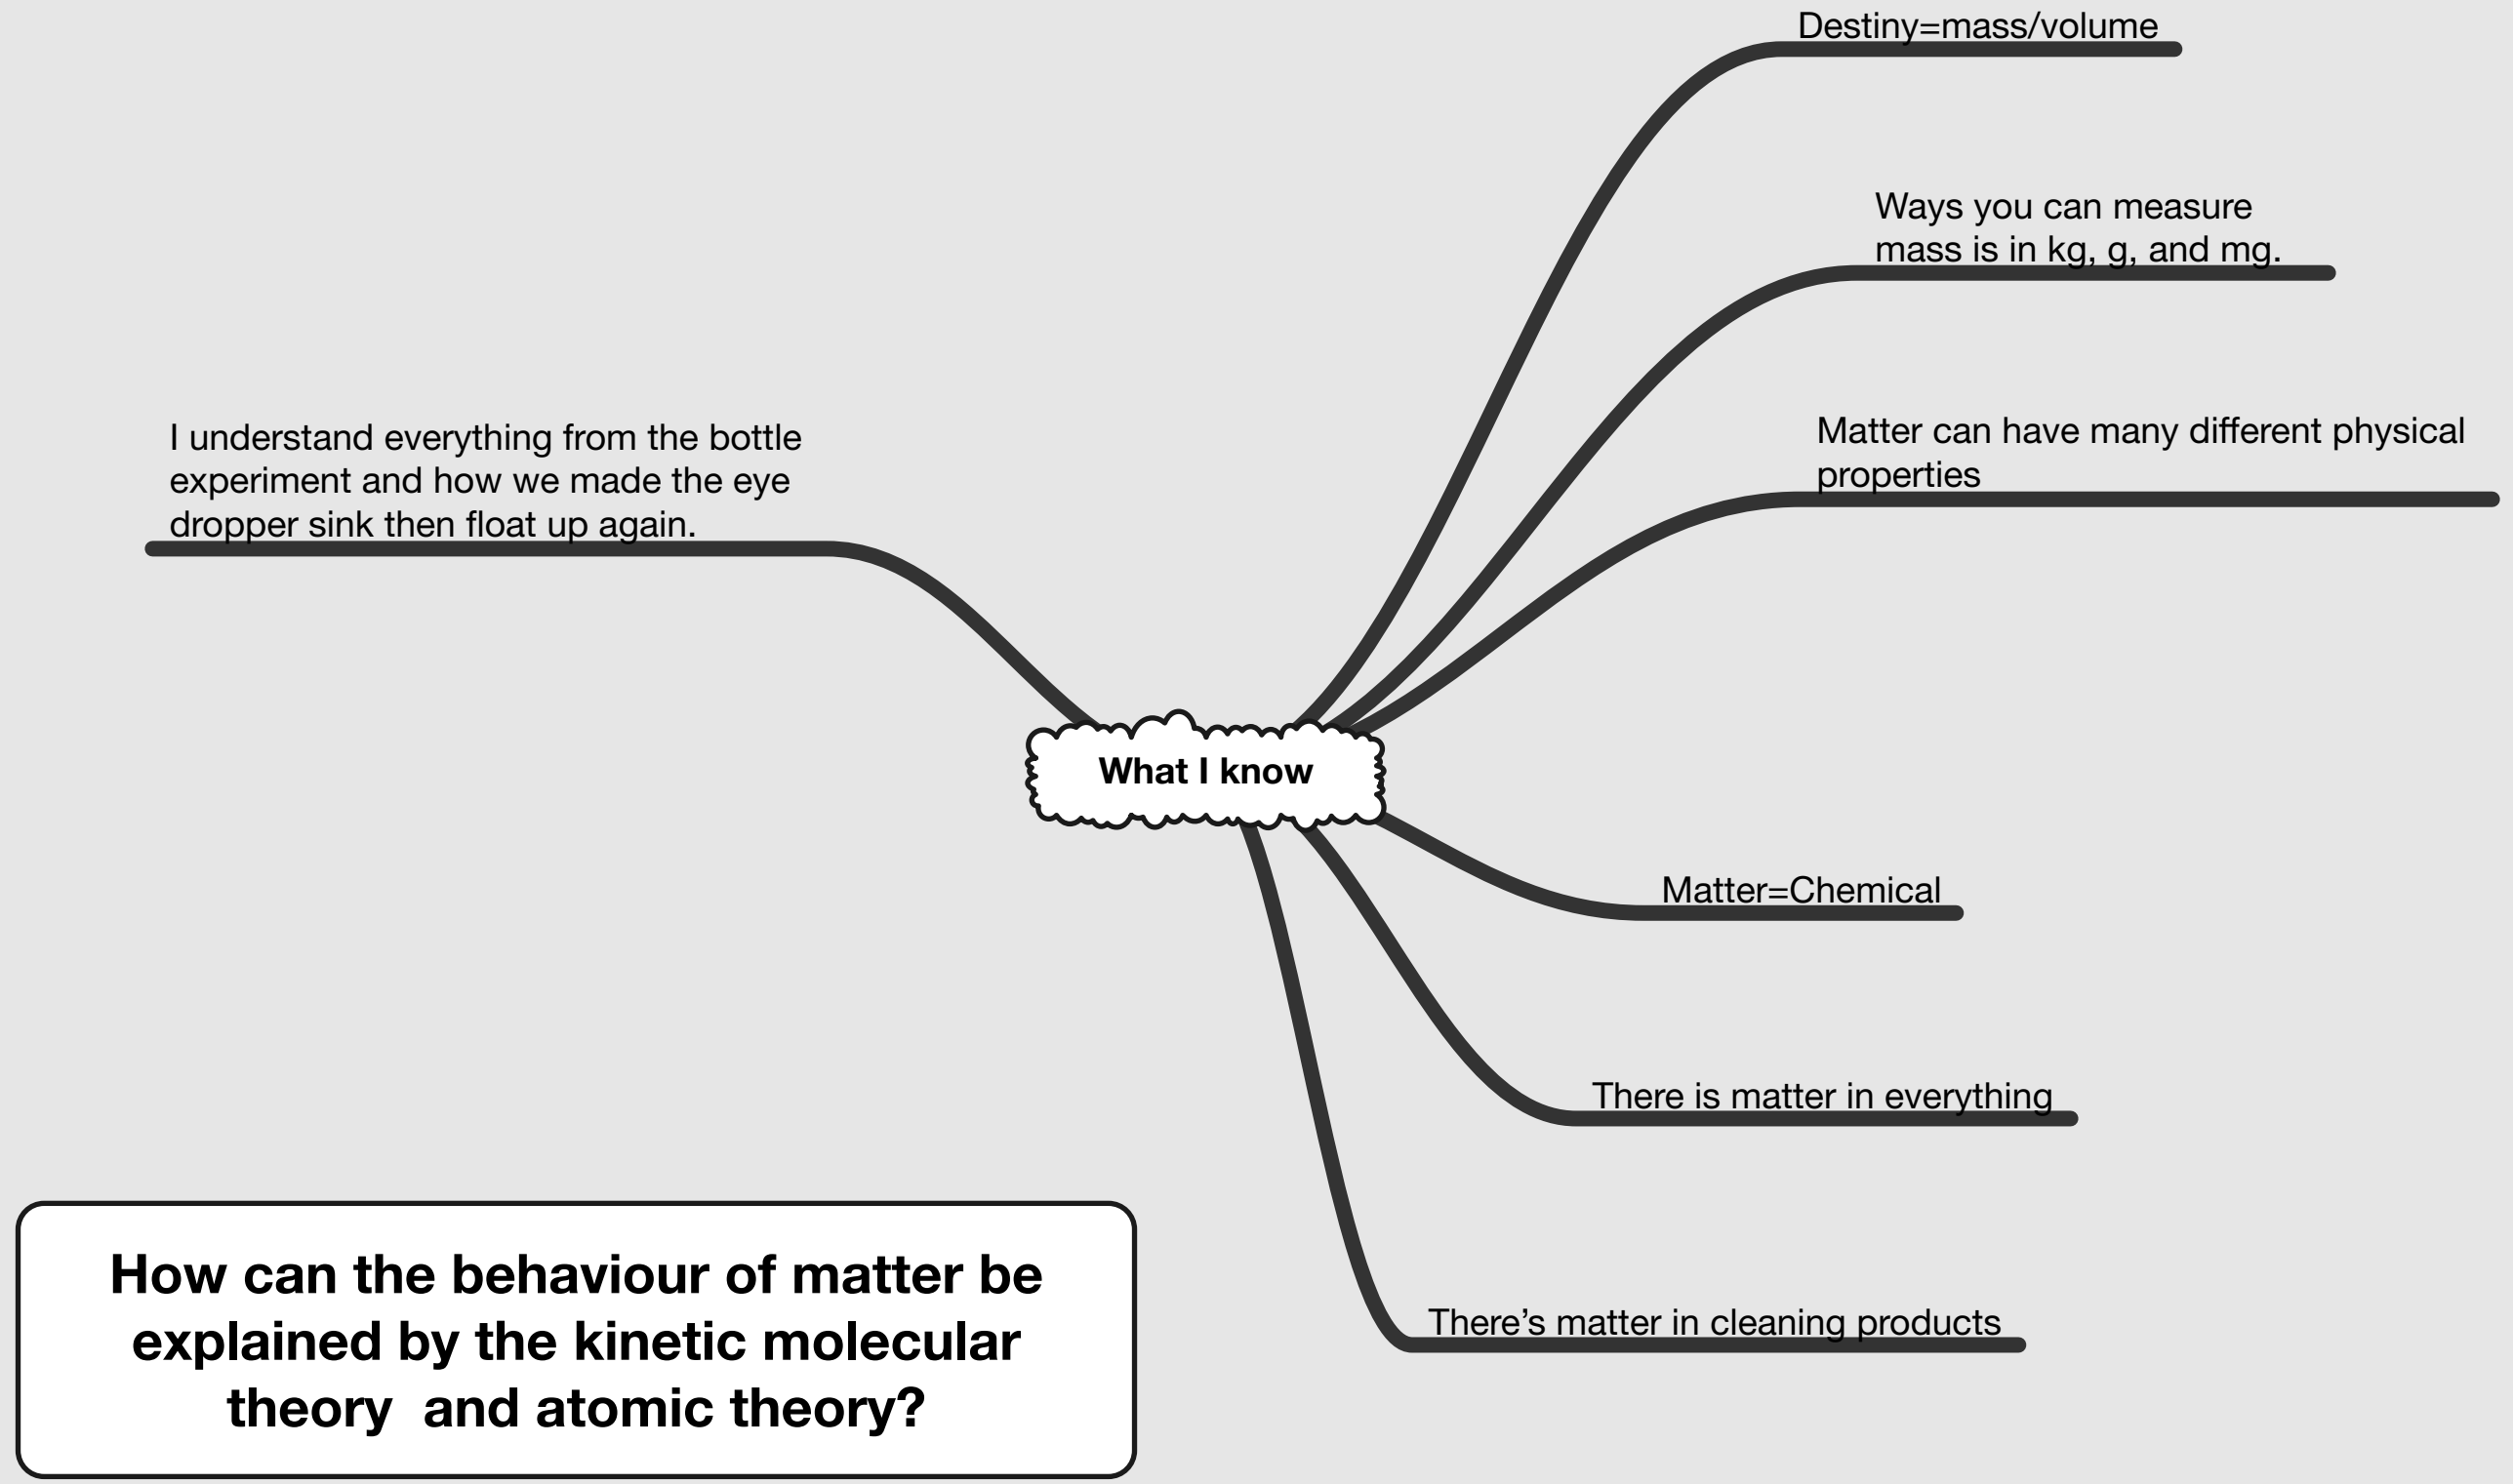 Destiny=mass/volume
Ways you can measure
mass is in kg, g, and mg.
Matter can have many different physical
properties
I understand everything from the bottle
experiment and how we made the eye
dropper sink then float up again.
What I know
Matter=Chemical
There is matter in everything
There’s matter in cleaning products
How can the behaviour of matter be
explained by the kinetic molecular
theory  and atomic theory?